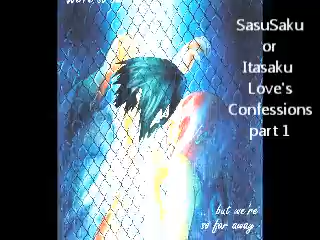 SasuSaku
or
Itasaku
Love's
Confessions
part 1
... but we're
so far away